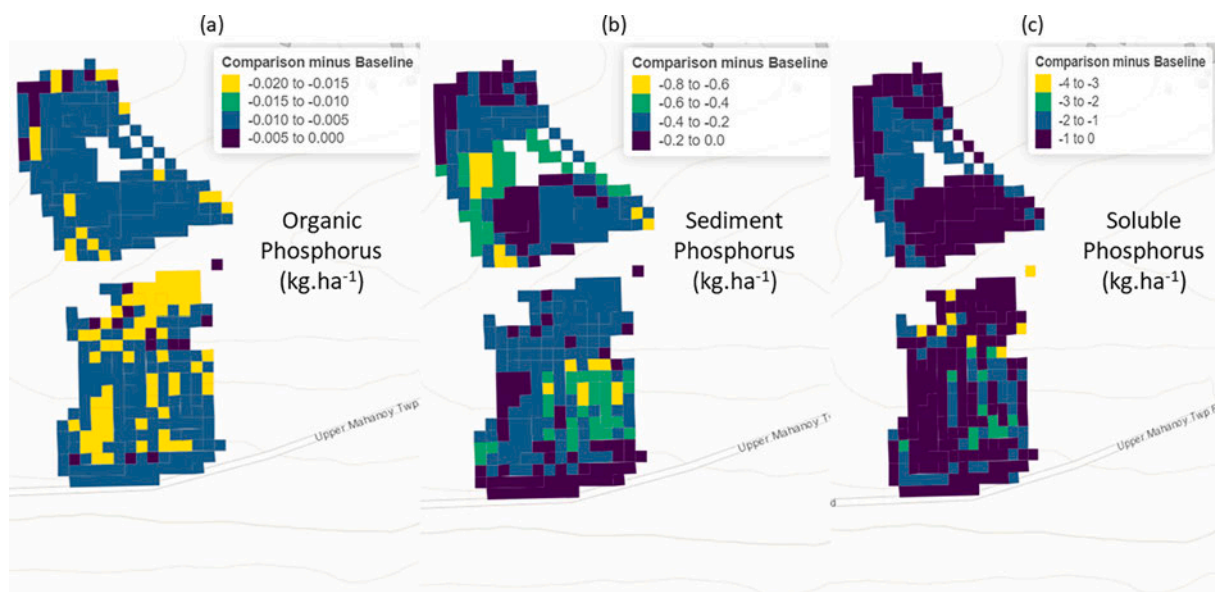 (a)
(b)
(c)
Comparison minus Baseline
-0.020 to -0.015
-0.015 to -0.010
-0.010 to -0.005
-0.005 to 0.000
Organic
Phosphorus
(kg.ha⁻¹)
Upper Mahanoy Twp
Comparison minus Baseline
-0.8 to -0.6
-0.6 to -0.4
-0.4 to -0.2
-0.2 to 0.0
Sediment
Phosphorus
(kg.ha⁻¹)
Upper Mahanoy T
Comparison minus Baseline
-4 to -3
-3 to -2
-2 to -1
-1 to 0
Soluble
Phosphorus
(kg.ha⁻¹)
Upper Mahanoy Twp
d